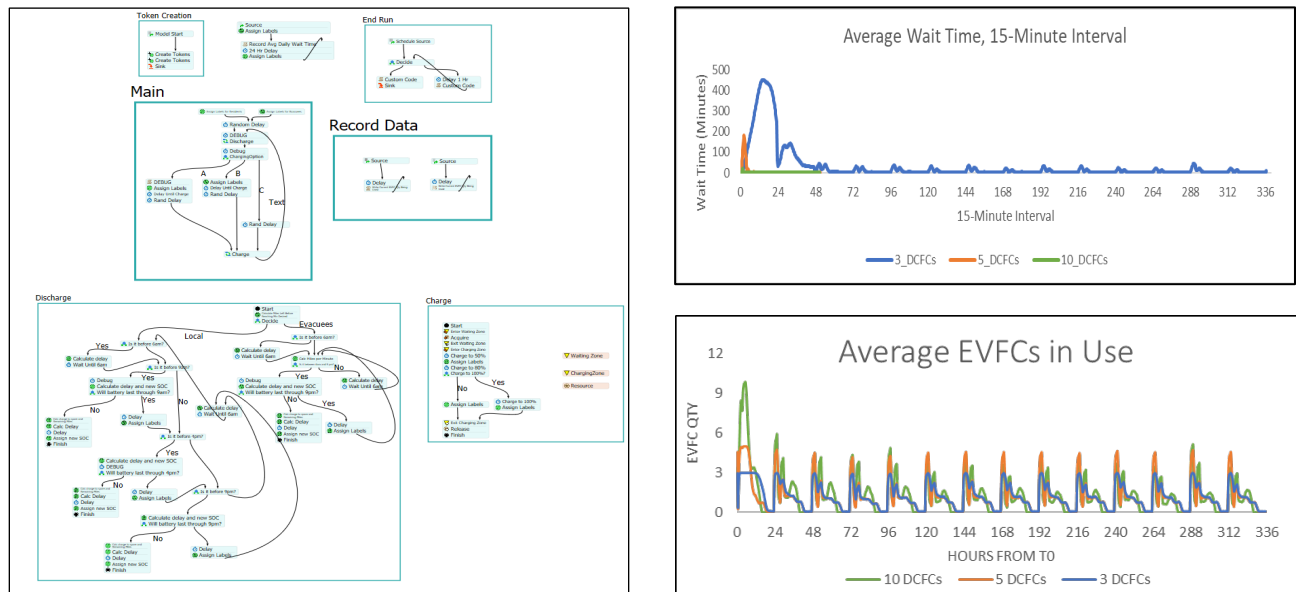 Token Creation
Model Start
Create Tokens
Create Tokens
Sink
Source
Assign Labels
Record Avg Daily Wait Time
24 Hr Delay
Assign Labels
End Run
Schedule Source
Decide
Custom Code
Sink
Delay 1 Hr
Custom Code
Main
Random Delay
DEBUG
Discharge
Debug
ChargingOption
A
B
C
DEBUG
Assign Labels
Delay Until Charge
Rand Delay
Assign Labels
Delay Until Charge
Rand Delay
Text
Rand Delay
Charge
Record Data
Source
Delay
Source
Delay
Discharge
Start
Decide
Local
Evacuees
Yes
Is it before 6am?
Calculate delay
Wait Until 6am
Is it before 9am?
Is it before 6am?
Calculate delay
Wait Until 6am
Calc Miles per Minute
No
Calculate delay
Wait Until 6am
Yes
Debug
Calculate delay and new SOC
Will battery last through 9am?
No
Yes
No
Calculate delay
Wait Until 6am
Yes
Debug
Calculate delay and new SOC
Will battery last through 9pm?
No
Yes
Calc Delay
Delay
Assign new SOC
Finish
Delay
Assign Labels
Calc Delay
Delay
Assign new SOC
Finish
Delay
Assign Labels
Is it before 4pm?
Yes
Calculate delay and new SOC
DEBUG
Will battery last through 4pm?
No
Calc Delay
Delay
Assign new SOC
Finish
Delay
Assign Labels
Is it before 9pm?
Calculate delay and new SOC
Will battery last through 9pm?
No
Calc Delay
Delay
Assign new SOC
Finish
Delay
Assign Labels
Charge
Start
Enter Waiting Zone
Acquire
Exit Waiting Zone
Enter Charging Zone
Charge to 50%
Assign Labels
Charge to 80%
Charge to 100%?
No
Yes
Assign Labels
Charge to 100%
Assign Labels
Exit Charging Zone
Release
Finish
Waiting Zone
ChargingZone
Resource
Average Wait Time, 15-Minute Interval
Wait Time (Minutes)
500
400
300
200
100
0
0 24 48 72 96 120 144 168 192 216 240 264 288 312 336
15-Minute Interval
3_DCFCs 5_DCFCs 10_DCFCs
Average EVFCs in Use
EVFC QTY
12
9
6
3
0
0 24 48 72 96 120 144 168 192 216 240 264 288 312 336
HOURS FROM T0
10 DCFCs 5 DCFCs 3 DCFCs